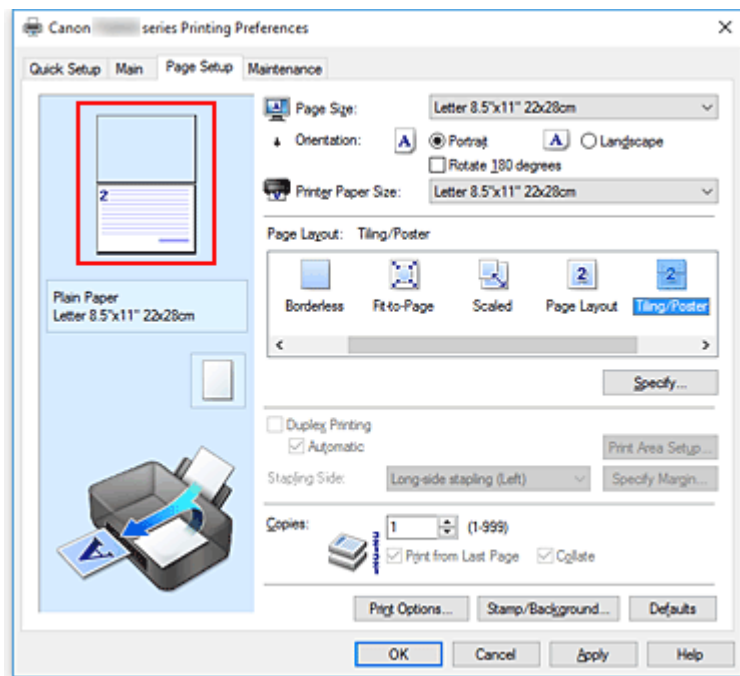 Canon series Printing Preferences
Quick Setup Main Page Setup Maintenance
2
Plain Paper
Letter 8.5"x11" 22x28cm
A
Page Size: Letter 8.5"x11" 22x28cm
Orientation: A Portrait A Landscape
Rotate 180 degrees
Printer Paper Size: Letter 8.5"x11" 22x28cm
Page Layout: Tiling/Poster
2 2
Borderless Fit-to-Page Scaled Page Layout Tiling/Poster
Specify...
Duplex Printing
Automatic Print Area Setup...
Stapling Side: Long-side stapling (Left) Specify Margin...
Copies: 1 (1-999)
Print from Last Page Collate
Print Options... Stamp/Background... Defaults
OK Cancel Apply Help